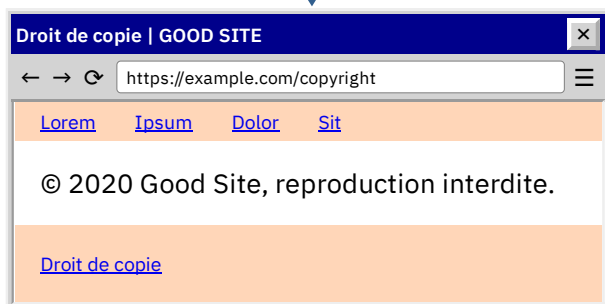 Droit de copie | GOOD SITE
https://example.com/copyright
Lorem Ipsum Dolor Sit
© 2020 Good Site, reproduction interdite.
Droit de copie